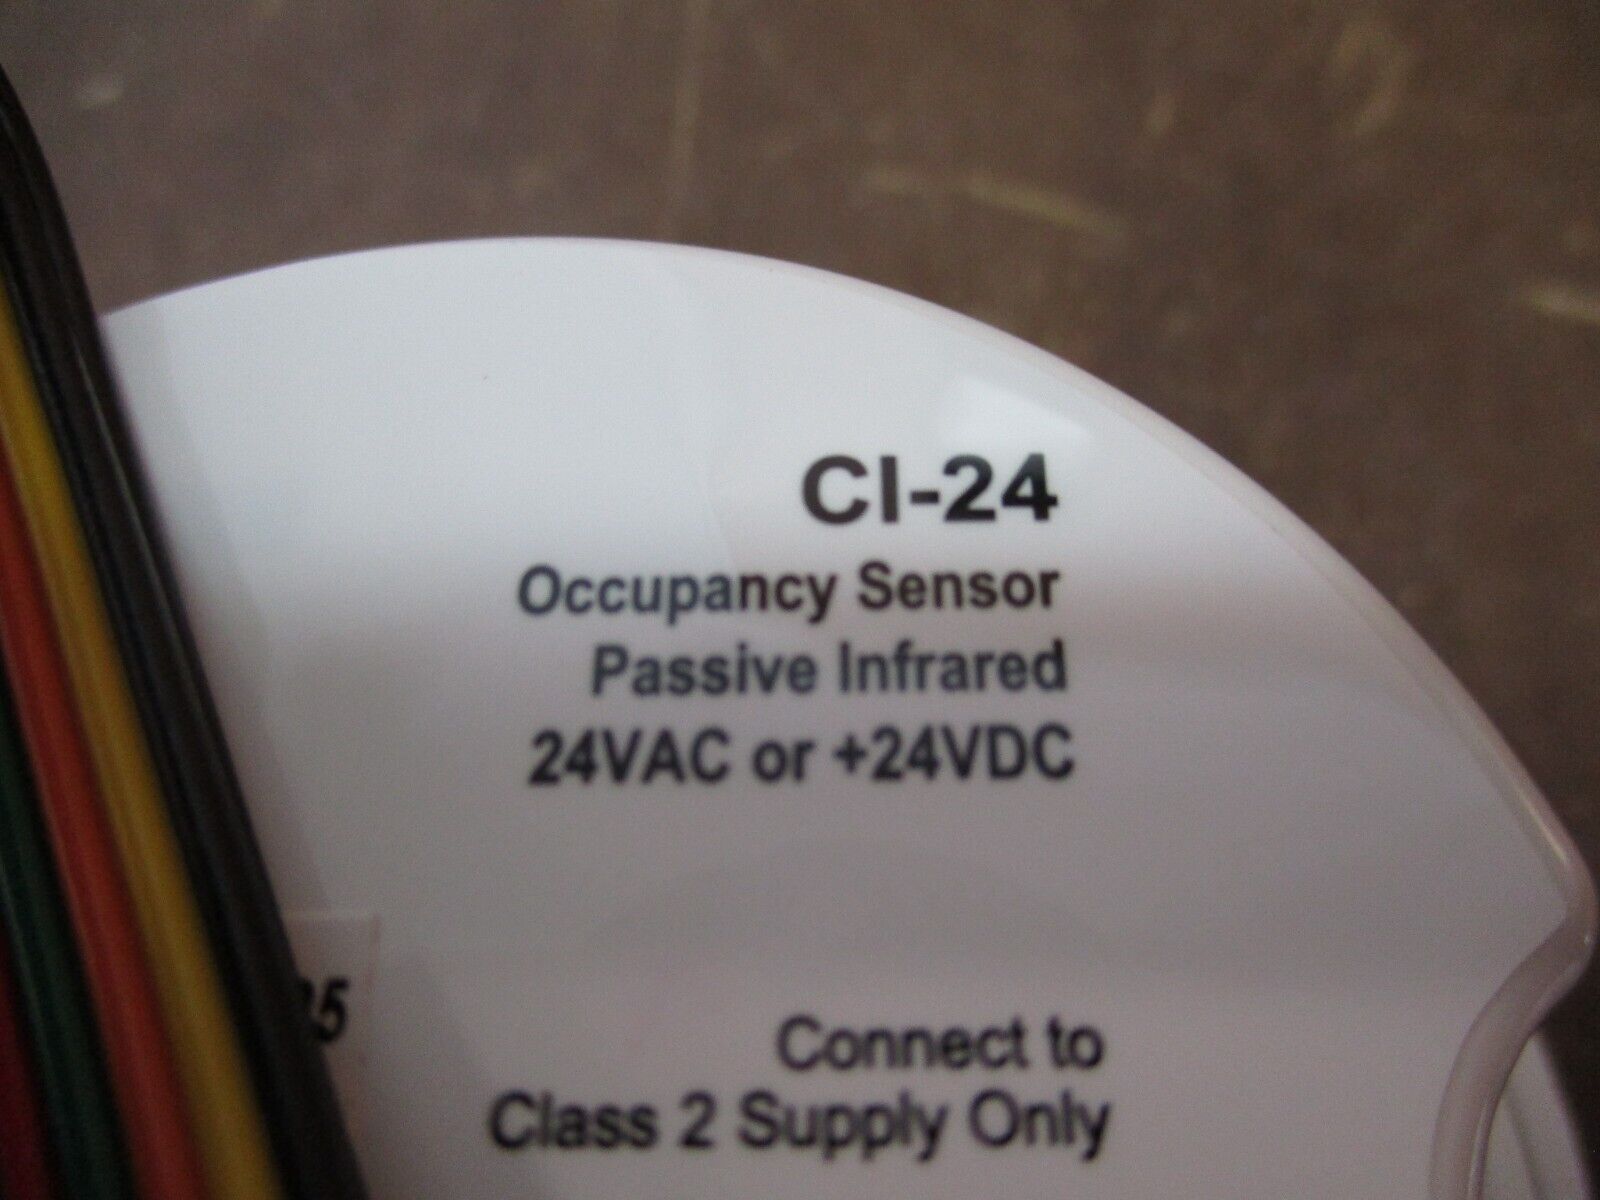 CI-24
Occupancy Sensor
Passive Infrared
24VAC or +24VDC
Connect to
Class 2 Supply Only